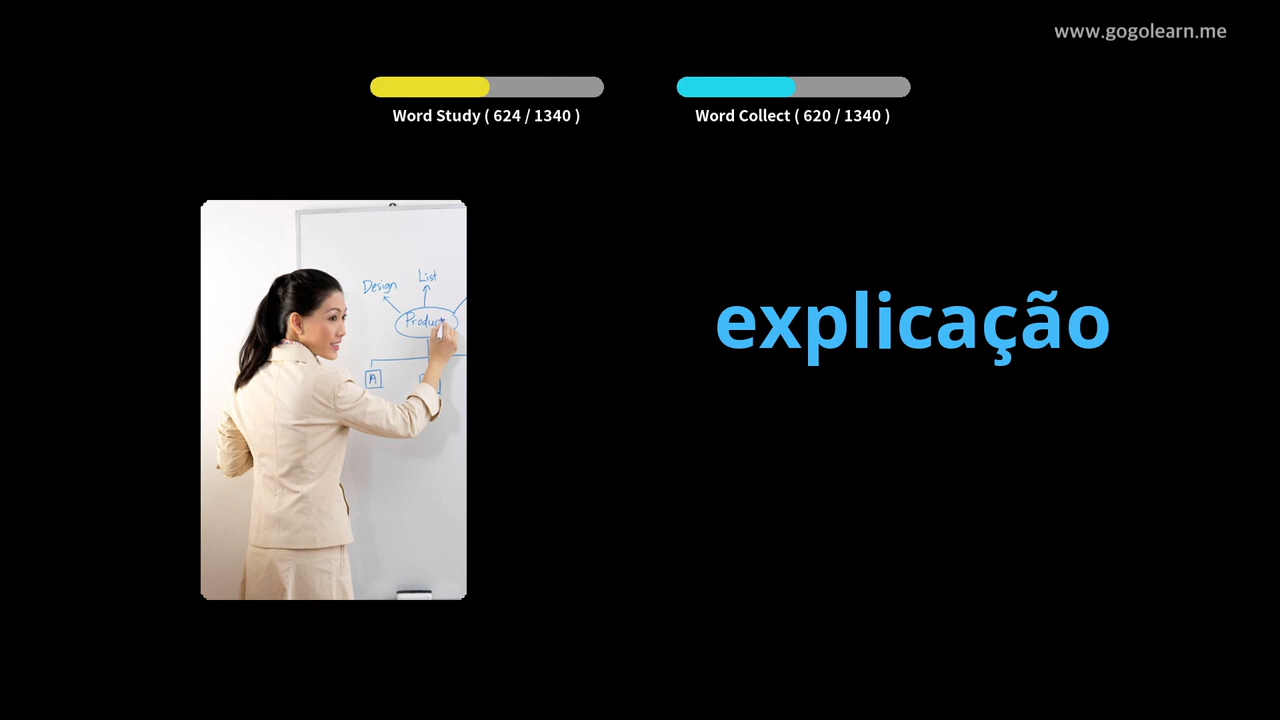 www.gogolearn.me
Word Study ( 624 / 1340 )
Word Collect ( 620 / 1340 )
List
Design
Product
A
explicação